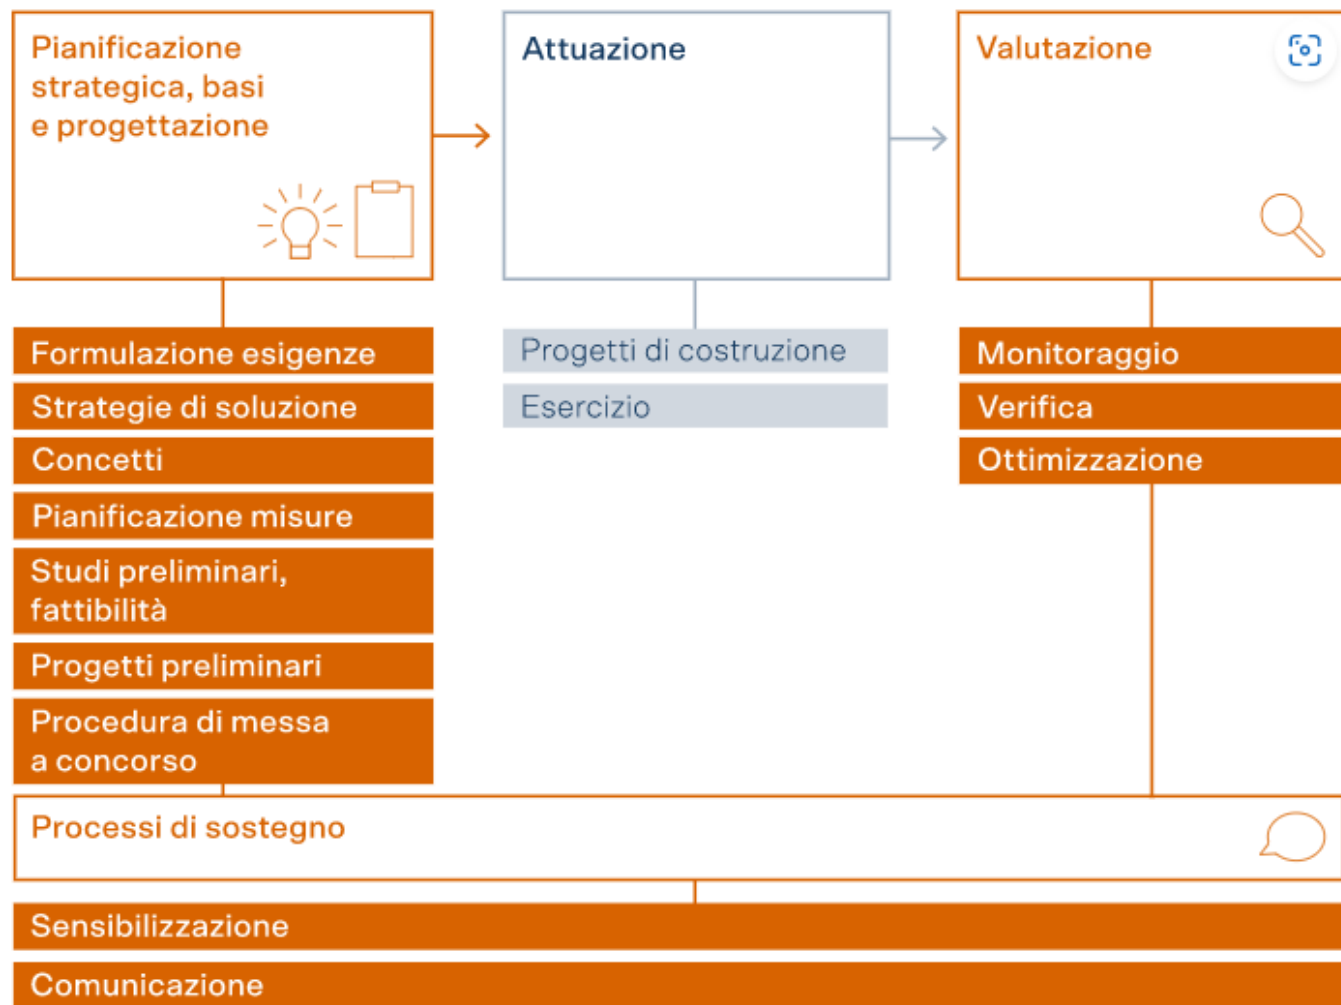 Pianificazione
strategica, basi
e progettazione
Attuazione
Valutazione
Formulazione esigenze
Strategie di soluzione
Concetti
Pianificazione misure
Studi preliminari,
fattibilità
Progetti preliminari
Procedura di messa
a concorso
Progetti di costruzione
Esercizio
Monitoraggio
Verifica
Ottimizzazione
Processi di sostegno
Sensibilizzazione
Comunicazione